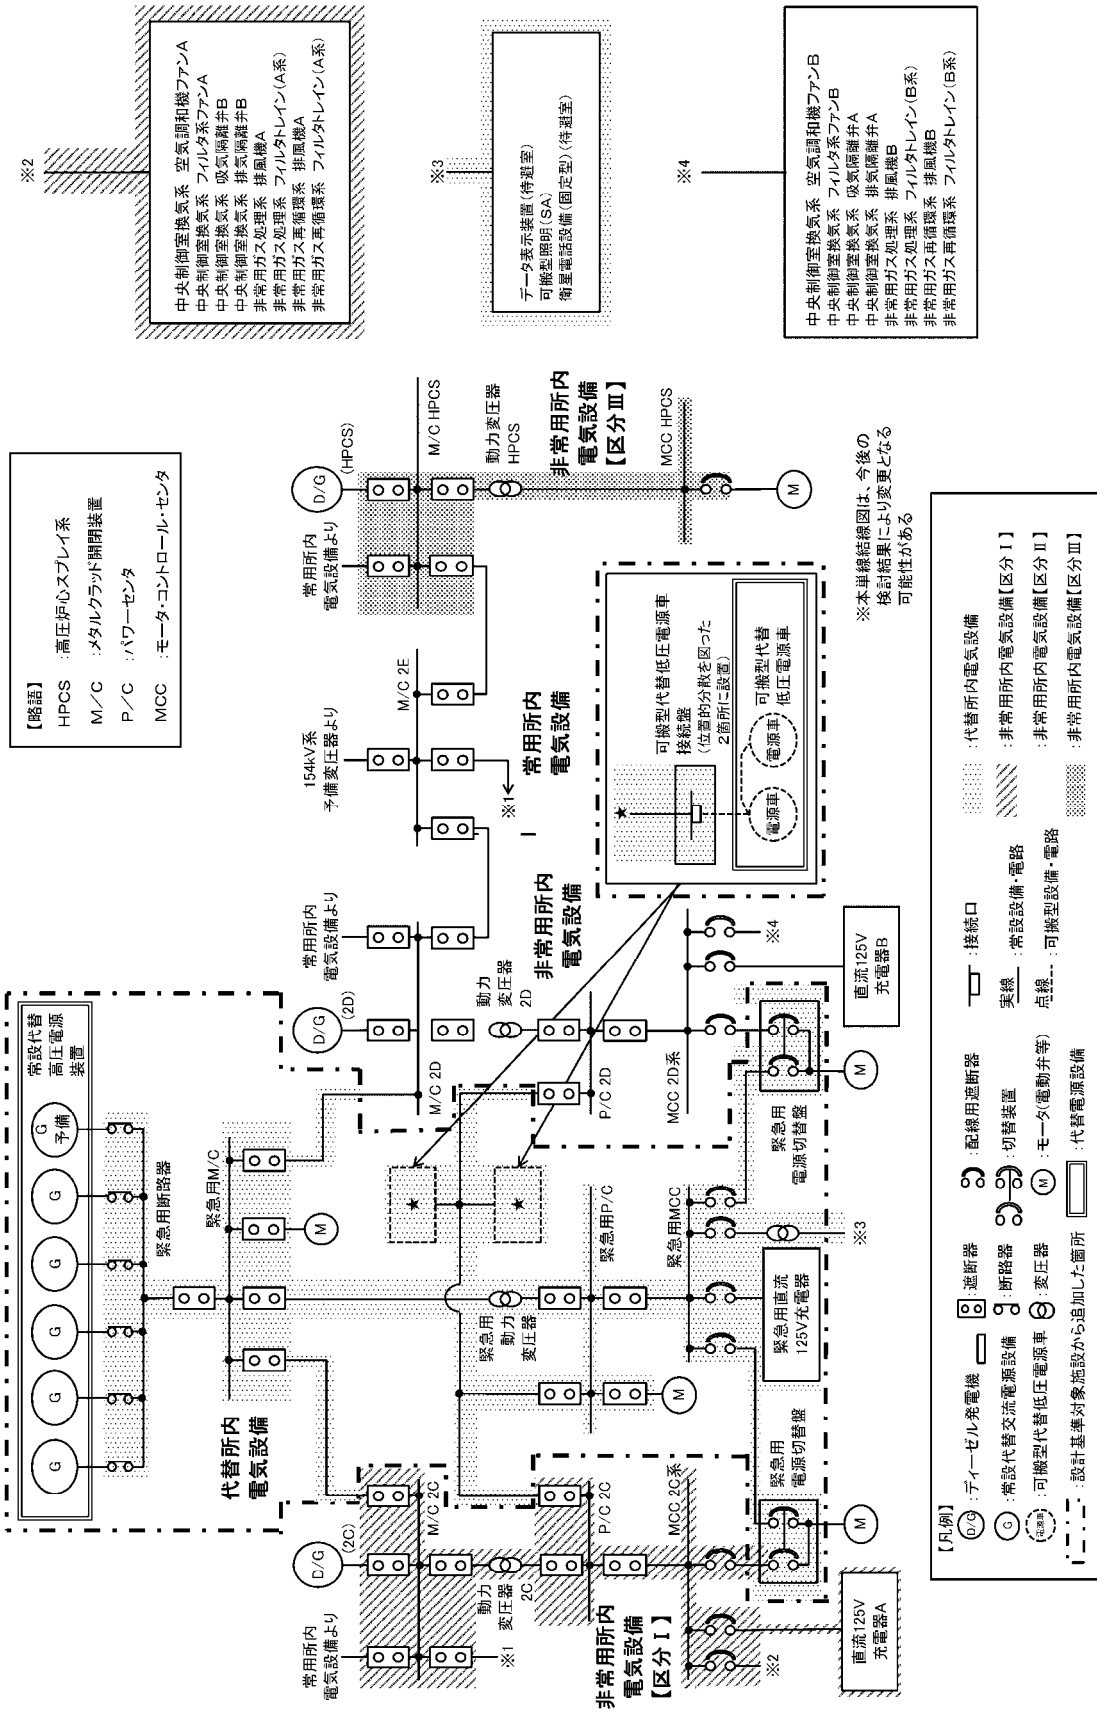 常設代替
高圧電源
装置
G
G
G
G
G
G
予備
緊急用断路器
緊急用M/C
代替所内
電気設備
M
常用所内
電気設備より
D/G
(2C)
M/C 2C
※1
動力
変圧器
2C
P/C 2C
非常用所内
電気設備
【区分Ⅰ】
MCC 2C系
※2
直流125V
充電器A
緊急用
電源切替盤
M
緊急用
動力
変圧器
緊急用P/C
M
緊急用MCC
緊急用直流
125V充電器
※3
★
★
D/G
(2D)
常用所内
電気設備より
M/C 2D
動力
変圧器
2D
P/C 2D
非常用所内
電気設備
MCC 2D系
緊急用
電源切替盤
M
直流125V
充電器B
※4
154kV系
予備変圧器より
M/C 2E
※1
常用所内
電気設備
常用所内
電気設備より
D/G
(HPCS)
M/C HPCS
動力変圧器
HPCS
非常用所内
電気設備
【区分Ⅲ】
MCC HPCS
M
可搬型代替低圧電源車
接続盤
(位置的分散を図った
2箇所に設置)
★
可搬型代替
低圧電源車
電源車
電源車
※本単線結線図は、今後の
検討結果により変更となる
可能性がある
【略語】
HPCS :高圧炉心スプレイ系
M/C :メタルクラッド開閉装置
P/C :パワーセンタ
MCC :モータ・コントロール・センタ
※2
中央制御室換気系 空気調和機ファンA
中央制御室換気系 フィルタ系ファンA
中央制御室換気系 吸気隔離弁B
中央制御室換気系 排気隔離弁B
非常用ガス処理系 排風機A
非常用ガス処理系 フィルタトレイン(A系)
非常用ガス再循環系 排風機A
非常用ガス再循環系 フィルタトレイン(A系)
※3
データ表示装置(待避室)
可搬型照明(SA)
衛星電話設備(固定型)(待避室)
※4
中央制御室換気系 空気調和機ファンB
中央制御室換気系 フィルタ系ファンB
中央制御室換気系 吸気隔離弁A
中央制御室換気系 排気隔離弁A
非常用ガス処理系 排風機B
非常用ガス処理系 フィルタトレイン(B系)
非常用ガス再循環系 排風機B
非常用ガス再循環系 フィルタトレイン(B系)
【凡例】
D/G :ディーゼル発電機
G :常設代替交流電源設備
電源車 :可搬型代替低圧電源車
:設計基準対象施設から追加した箇所
:遮断器
:断路器
:変圧器
:代替電源設備
:配線用遮断器
:切替装置
M :モータ(電動弁等)
:接続口
実線 :常設設備・電路
点線 :可搬型設備・電路
:代替所内電気設備
:非常用所内電気設備【区分Ⅰ】
:非常用所内電気設備【区分Ⅱ】
:非常用所内電気設備【区分Ⅲ】